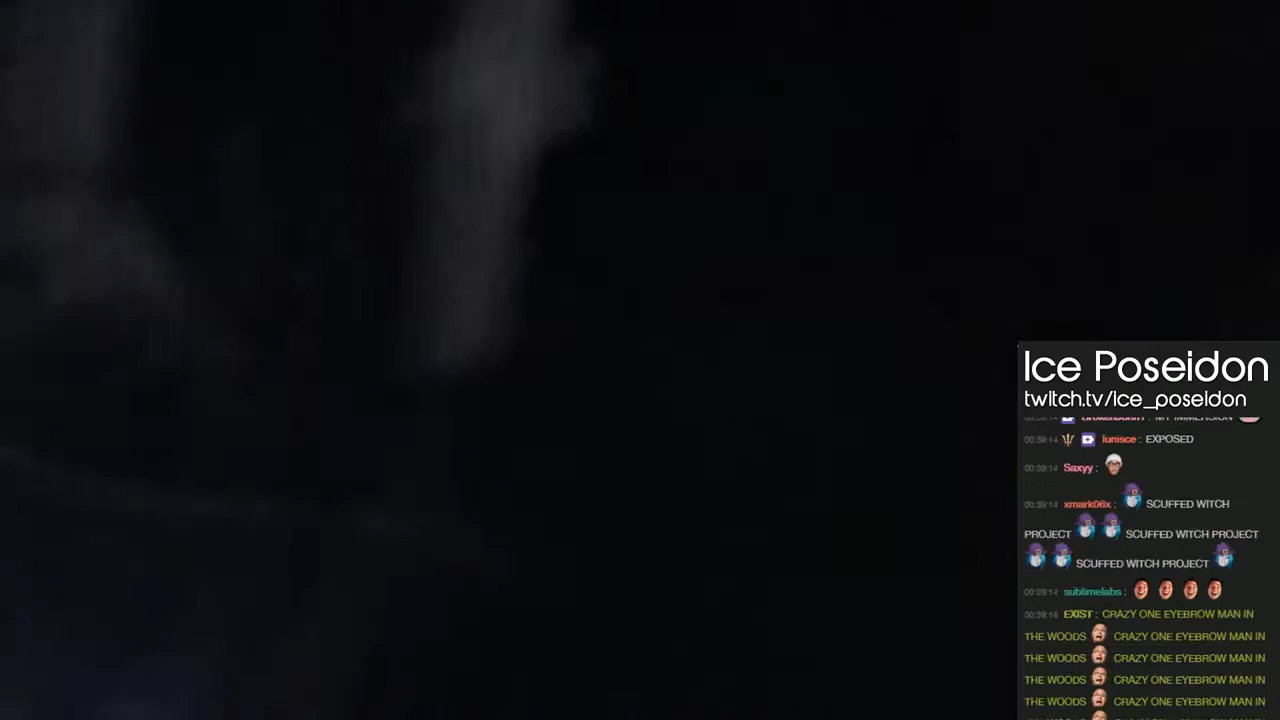 Ice Poseidon
twitch.tv/ice_poseidon
00:39:14 lunisce : EXPOSED
00:39:14 Saxyy :
00:39:14 xmark06x : SCUFFED WITCH
PROJECT SCUFFED WITCH PROJECT
SCUFFED WITCH PROJECT
00:39:14 sublimelabs :
00:39:16 EXIST : CRAZY ONE EYEBROW MAN IN
THE WOODS CRAZY ONE EYEBROW MAN IN
THE WOODS CRAZY ONE EYEBROW MAN IN
THE WOODS CRAZY ONE EYEBROW MAN IN
THE WOODS CRAZY ONE EYEBROW MAN IN